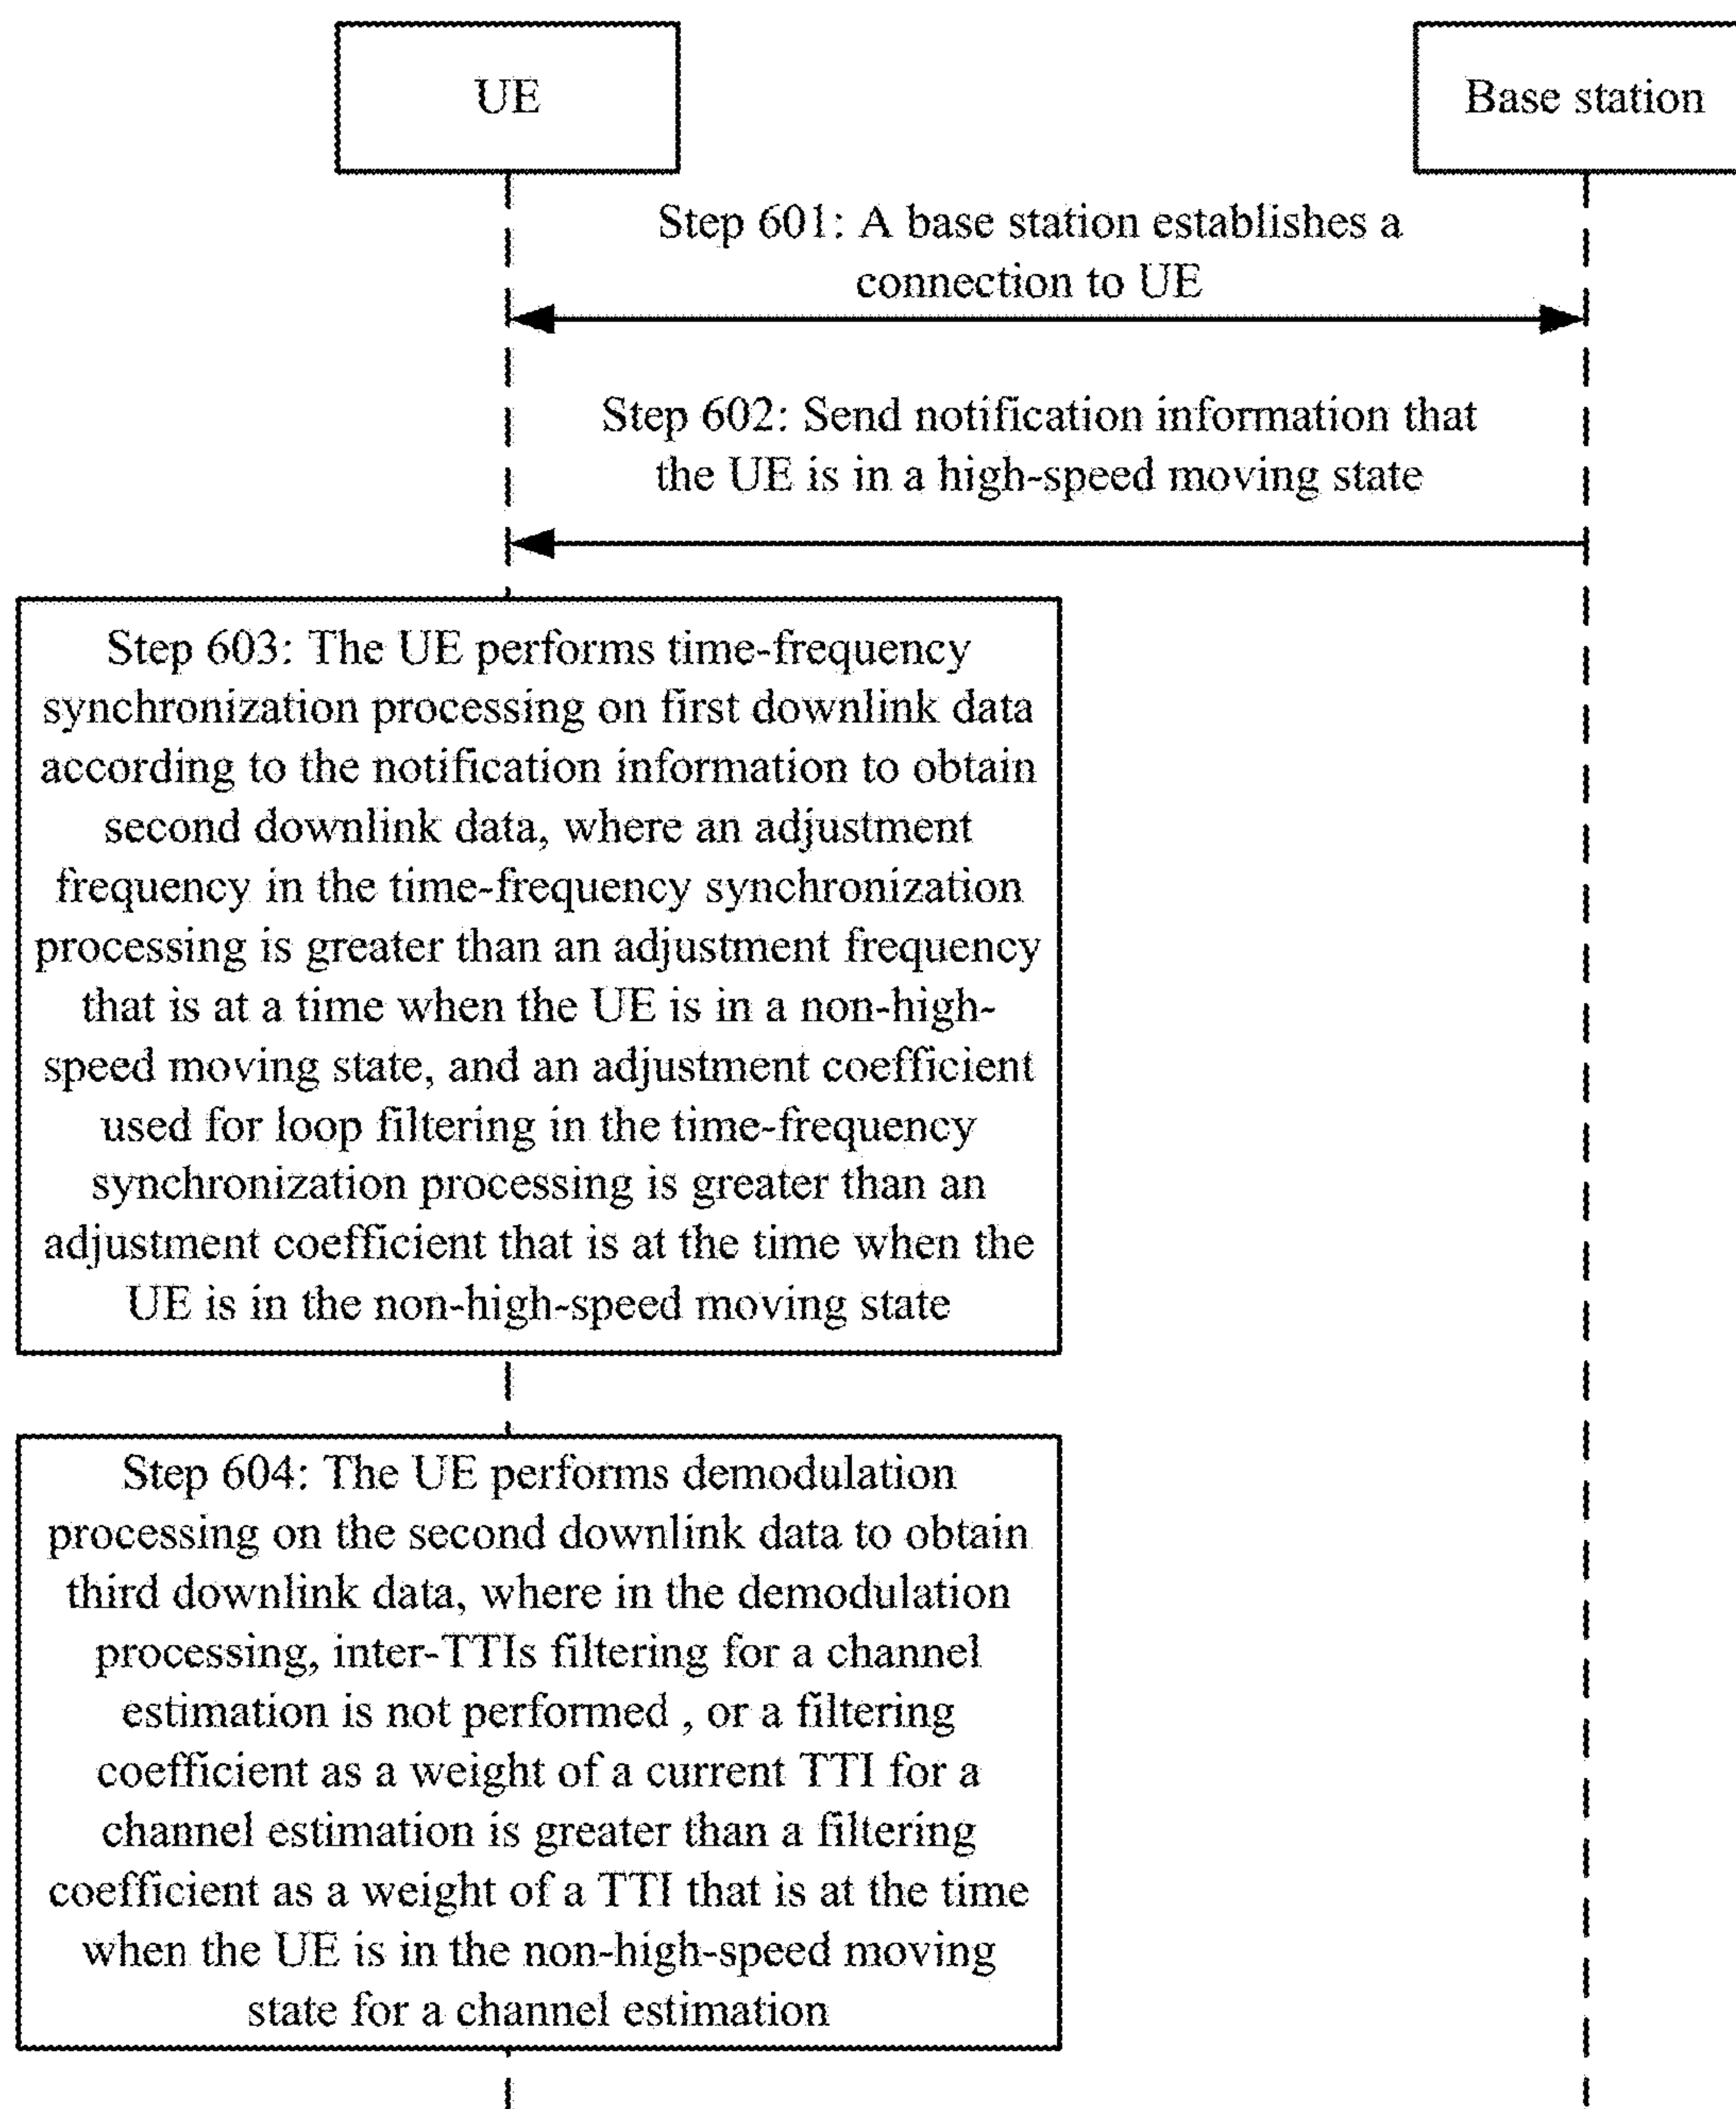 UE
Base station
Step 601: A base station establishes a
connection to UE
Step 602: Send notification information that
the UE is in a high-speed moving state
Step 603: The UE performs time-frequency
synchronization processing on first downlink data
according to the notification information to obtain
second downlink data, where an adjustment
frequency in the time-frequency synchronization
processing is greater than an adjustment frequency
that is at a time when the UE is in a non-high-
speed moving state, and an adjustment coefficient
used for loop filtering in the time-frequency
synchronization processing is greater than an
adjustment coefficient that is at the time when the
UE is in the non-high-speed moving state
Step 604: The UE performs demodulation
processing on the second downlink data to obtain
third downlink data, where in the demodulation
processing, inter-TTIs filtering for a channel
estimation is not performed , or a filtering
coefficient as a weight of a current TTI for a
channel estimation is greater than a filtering
coefficient as a weight of a TTI that is at the time
when the UE is in the non-high-speed moving
state for a channel estimation